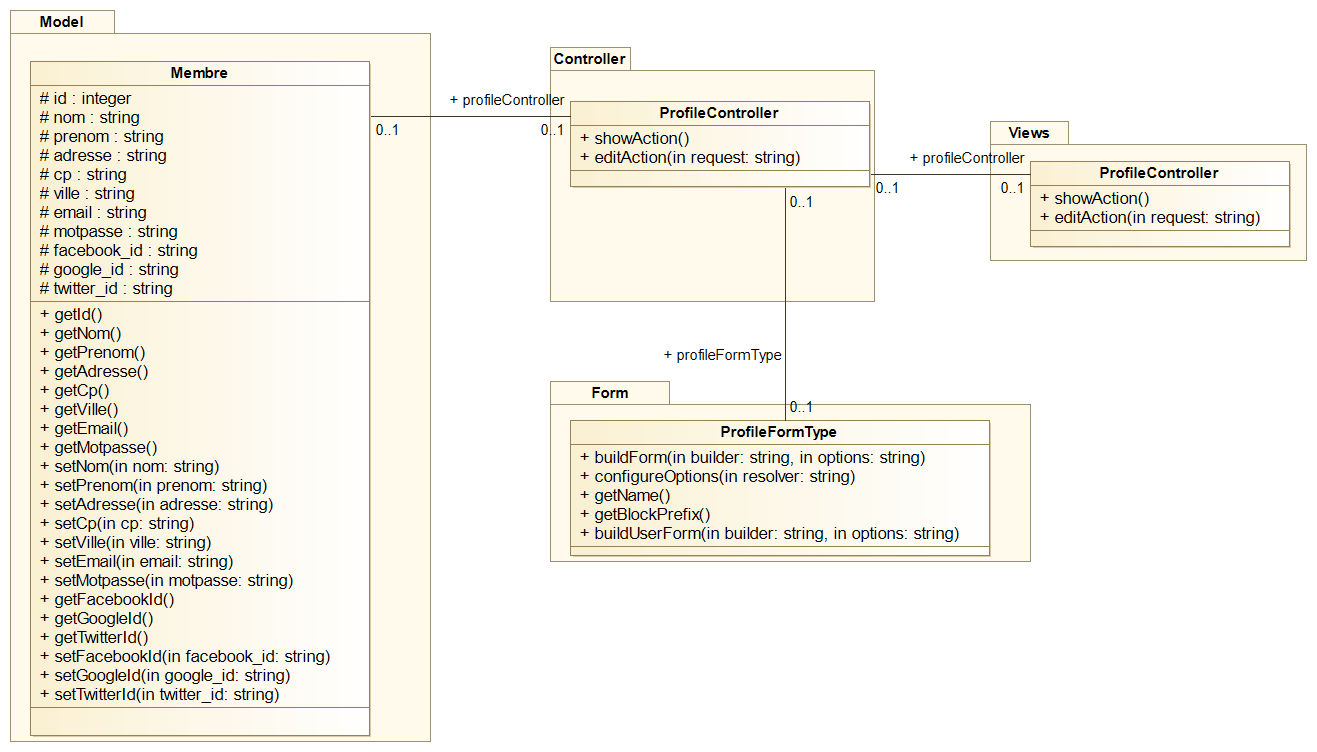 Model
Membre
# id : integer
# nom : string
# prenom : string
# adresse : string
# cp : string
# ville : string
# email : string
# motpasse : string
# facebook_id : string
# google_id : string
# twitter_id : string
+ getId()
+ getNom()
+ getPrenom()
+ getAdresse()
+ getCp()
+ getVille()
+ getEmail()
+ getMotpasse()
+ setNom(in nom: string)
+ setPrenom(in prenom: string)
+ setAdresse(in adresse: string)
+ setCp(in cp: string)
+ setVille(in ville: string)
+ setEmail(in email: string)
+ setMotpasse(in motpasse: string)
+ getFacebookId()
+ getGoogleId()
+ getTwitterId()
+ setFacebookId(in facebook_id: string)
+ setGoogleId(in google_id: string)
+ setTwitterId(in twitter_id: string)
+ profileController
0..1
0..1
Controller
ProfileController
+ showAction()
+ editAction(in request: string)
+ profileController
0..1
0..1
Views
ProfileController
+ showAction()
+ editAction(in request: string)
0..1
+ profileFormType
0..1
Form
ProfileFormType
+ buildForm(in builder: string, in options: string)
+ configureOptions(in resolver: string)
+ getName()
+ getBlockPrefix()
+ buildUserForm(in builder: string, in options: string)